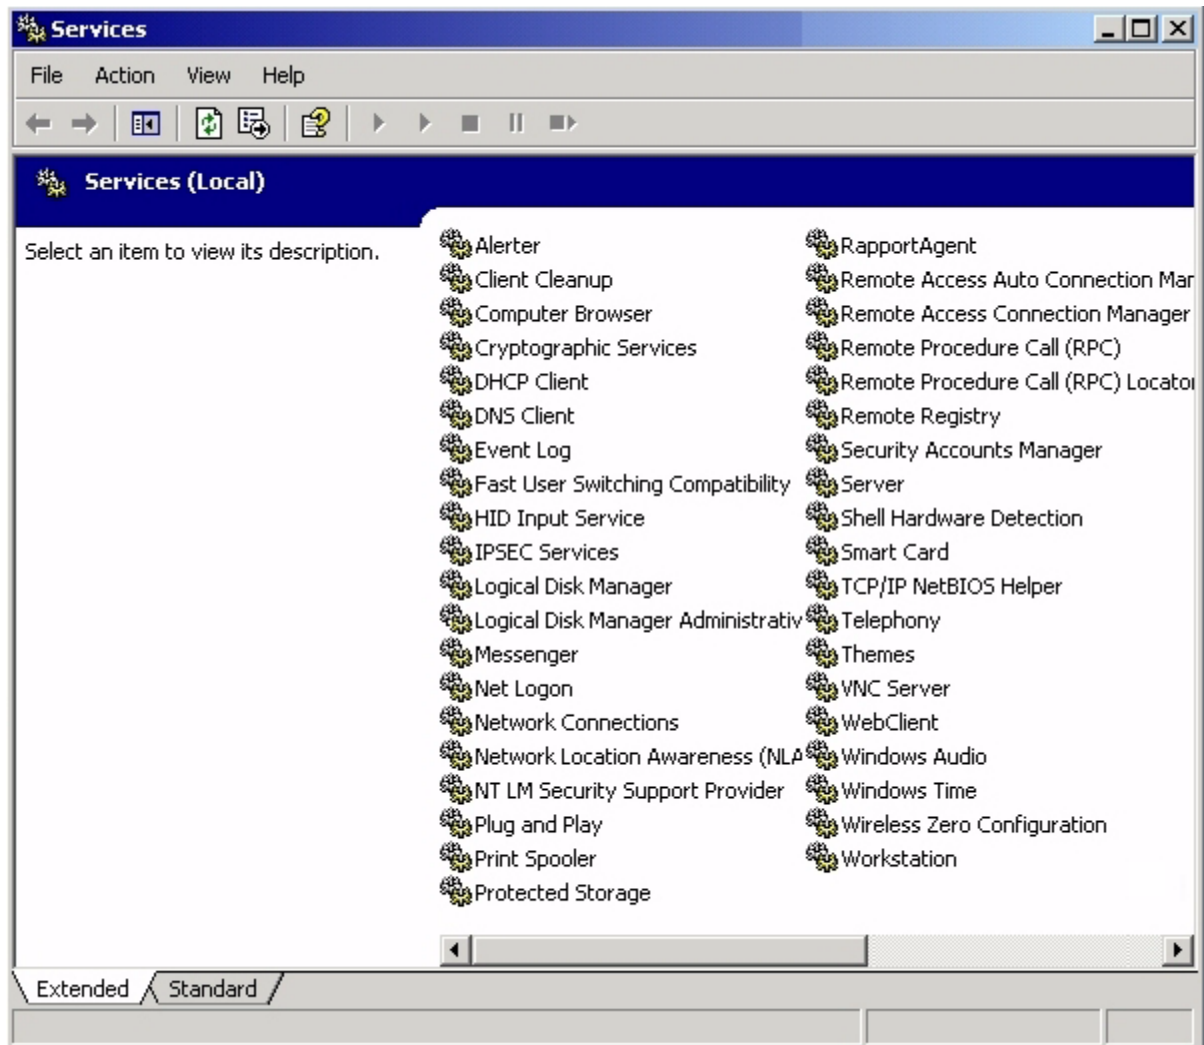 Services
File Action View Help
Services (Local)
Select an item to view its description.
Alerter
Client Cleanup
Computer Browser
Cryptographic Services
DHCP Client
DNS Client
Event Log
Fast User Switching Compatibility
HID Input Service
IPSEC Services
Logical Disk Manager
Logical Disk Manager Administrativ
Messenger
Net Logon
Network Connections
Network Location Awareness (NLA
NT LM Security Support Provider
Plug and Play
Print Spooler
Protected Storage
RapportAgent
Remote Access Auto Connection Mar
Remote Access Connection Manager
Remote Procedure Call (RPC)
Remote Procedure Call (RPC) Locator
Remote Registry
Security Accounts Manager
Server
Shell Hardware Detection
Smart Card
TCP/IP NetBIOS Helper
Telephony
Themes
VNC Server
WebClient
Windows Audio
Windows Time
Wireless Zero Configuration
Workstation
Extended Standard